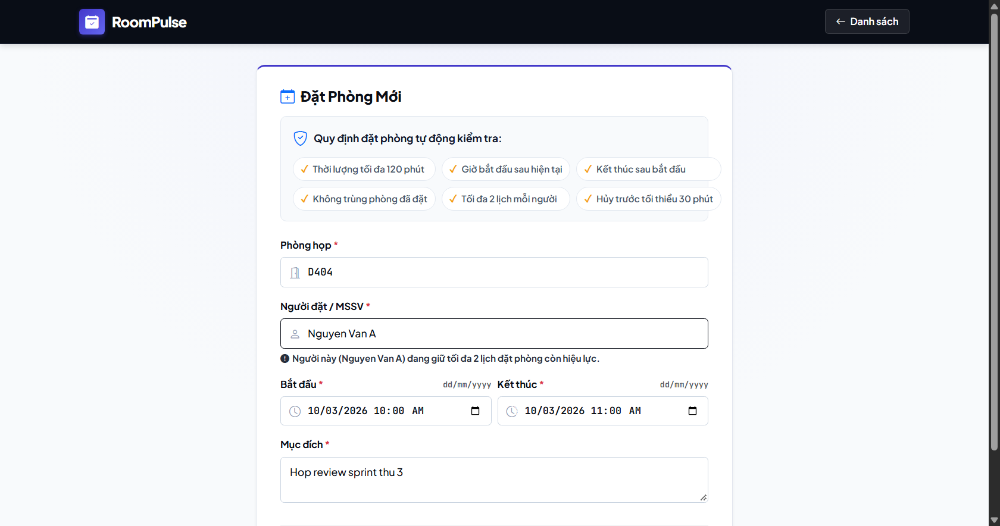 RoomPulse
← Danh sách
Đặt Phòng Mới
Quy định đặt phòng tự động kiểm tra:
✓ Thời lượng tối đa 120 phút ✓ Giờ bắt đầu sau hiện tại ✓ Kết thúc sau bắt đầu
✓ Không trùng phòng đã đặt ✓ Tối đa 2 lịch mỗi người ✓ Hủy trước tối thiểu 30 phút
Phòng họp *
D404
Người đặt / MSSV *
Nguyen Van A
Người này (Nguyen Van A) đang giữ tối đa 2 lịch đặt phòng còn hiệu lực.
Bắt đầu * dd/mm/yyyy Kết thúc * dd/mm/yyyy
10/03/2026 10:00 AM 10/03/2026 11:00 AM
Mục đích *
Hop review sprint thu 3